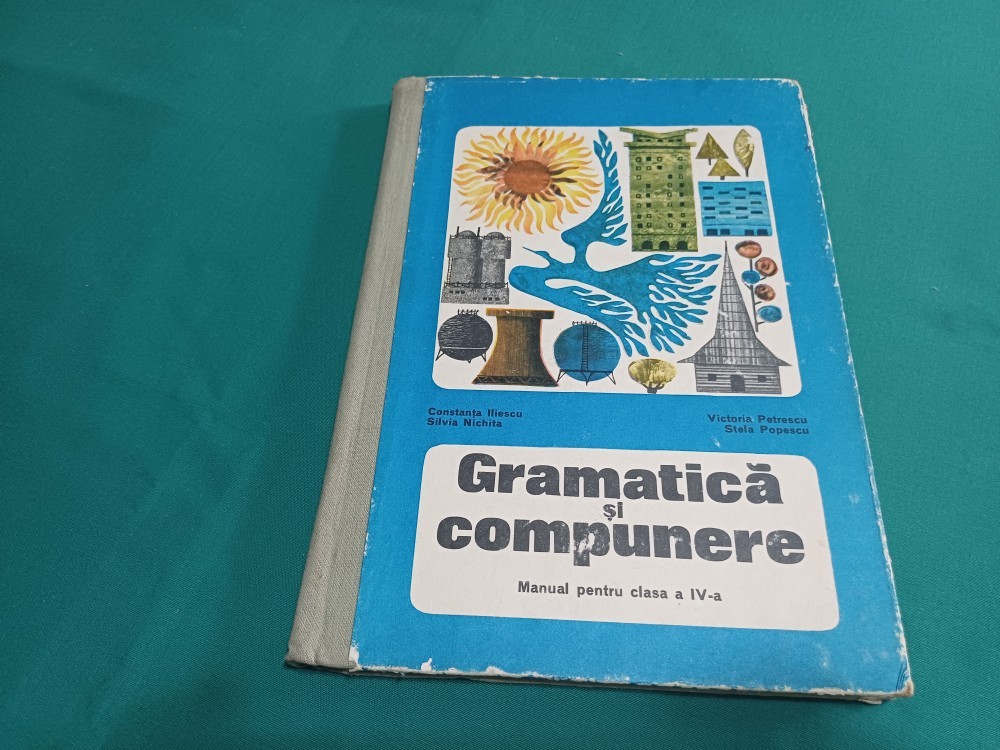 Constanța Iliescu
Silvia Nichita
Victoria Petrescu
Stela Popescu
Gramatică
și
compunere
Manual pentru clasa a IV-a